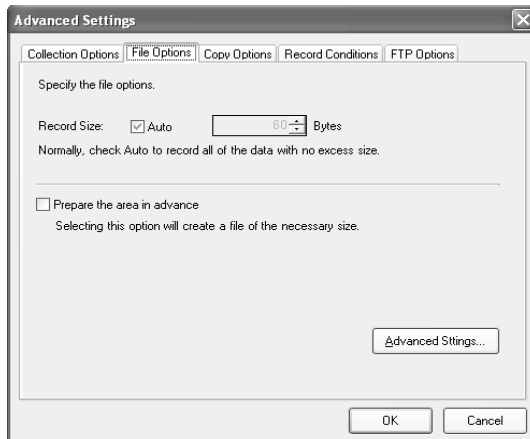 Advanced Settings
Collection Options File Options Copy Options Record Conditions FTP Options
Specify the file options.
Record Size: Auto 60 Bytes
Normally, check Auto to record all of the data with no excess size.
Prepare the area in advance
Selecting this option will create a file of the necessary size.
Advanced Sttings...
OK Cancel